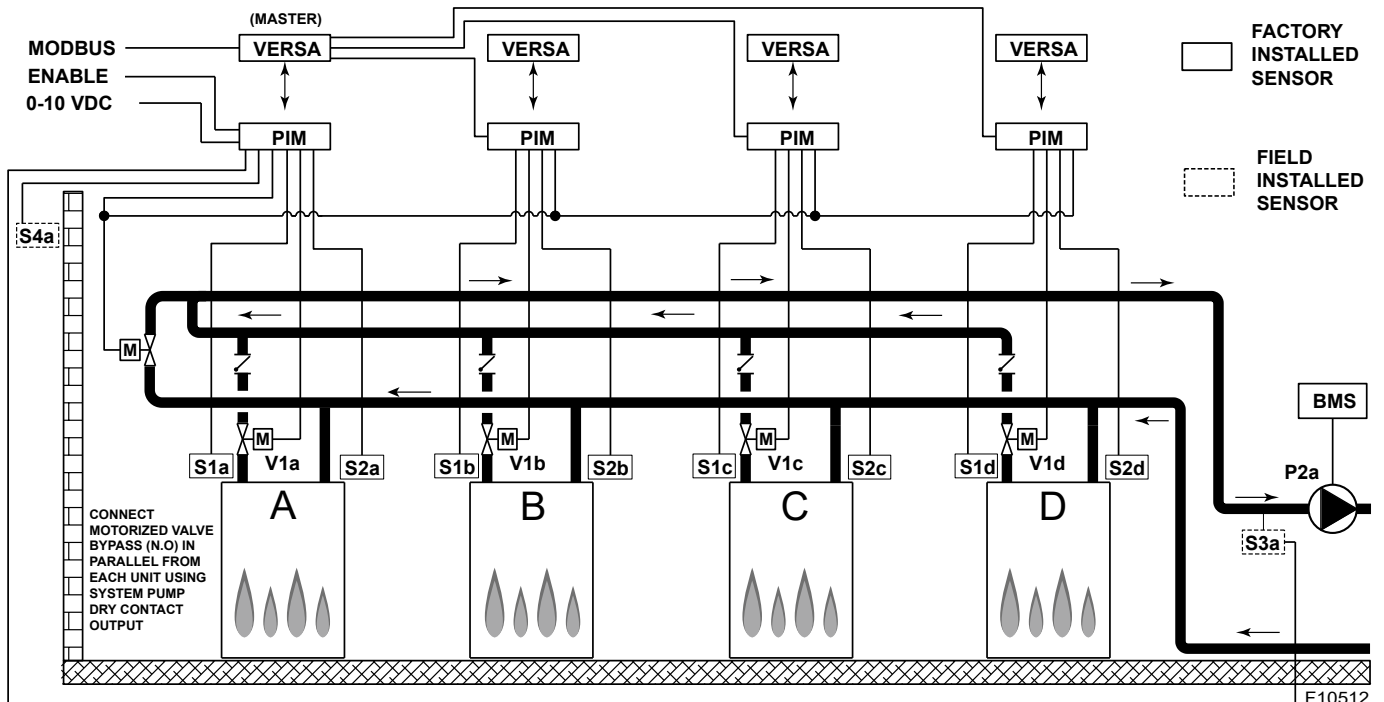 (MASTER)
MODBUS
VERSA
VERSA
VERSA
VERSA
ENABLE
0-10 VDC
PIM
PIM
PIM
PIM
FACTORY
INSTALLED
SENSOR
FIELD
INSTALLED
SENSOR
S4a
M
BMS
M
M
M
M
S1a
V1a
S2a
S1b
V1b
S2b
S1c
V1c
S2c
S1d
V1d
S2d
P2a
A
B
C
D
CONNECT
MOTORIZED VALVE
BYPASS (N.O) IN
PARALLEL FROM
EACH UNIT USING
SYSTEM PUMP
DRY CONTACT
OUTPUT
S3a
F10512